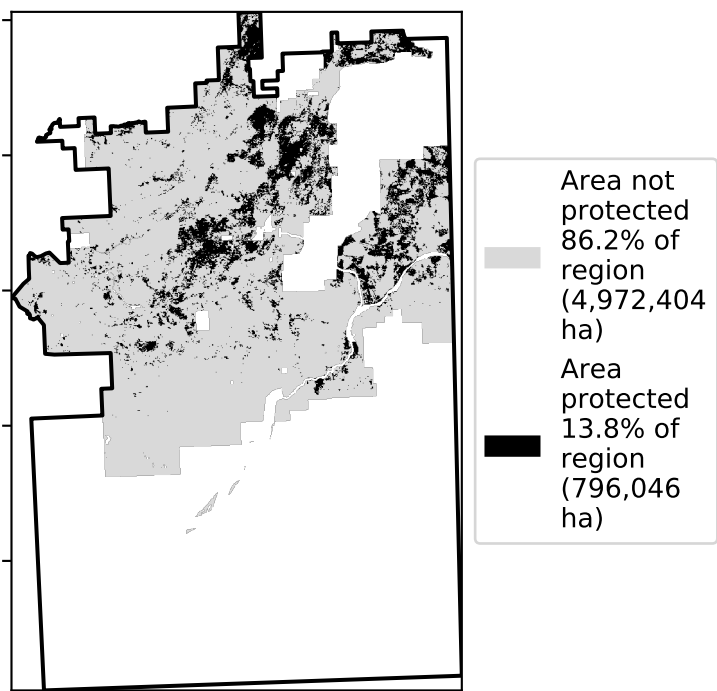 Area not
protected
86.2% of
region
(4,972,404
ha)
Area
protected
13.8% of
region
(796,046
ha)